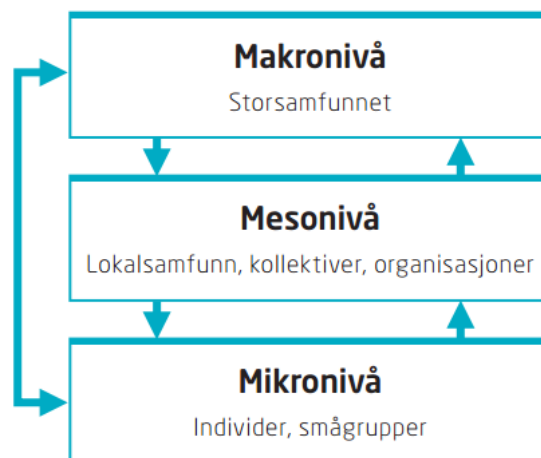 Makronivå
Storsamfunnet
Mesonivå
Lokalsamfunn, kollektiver, organisasjoner
Mikronivå
Individer, smågrupper